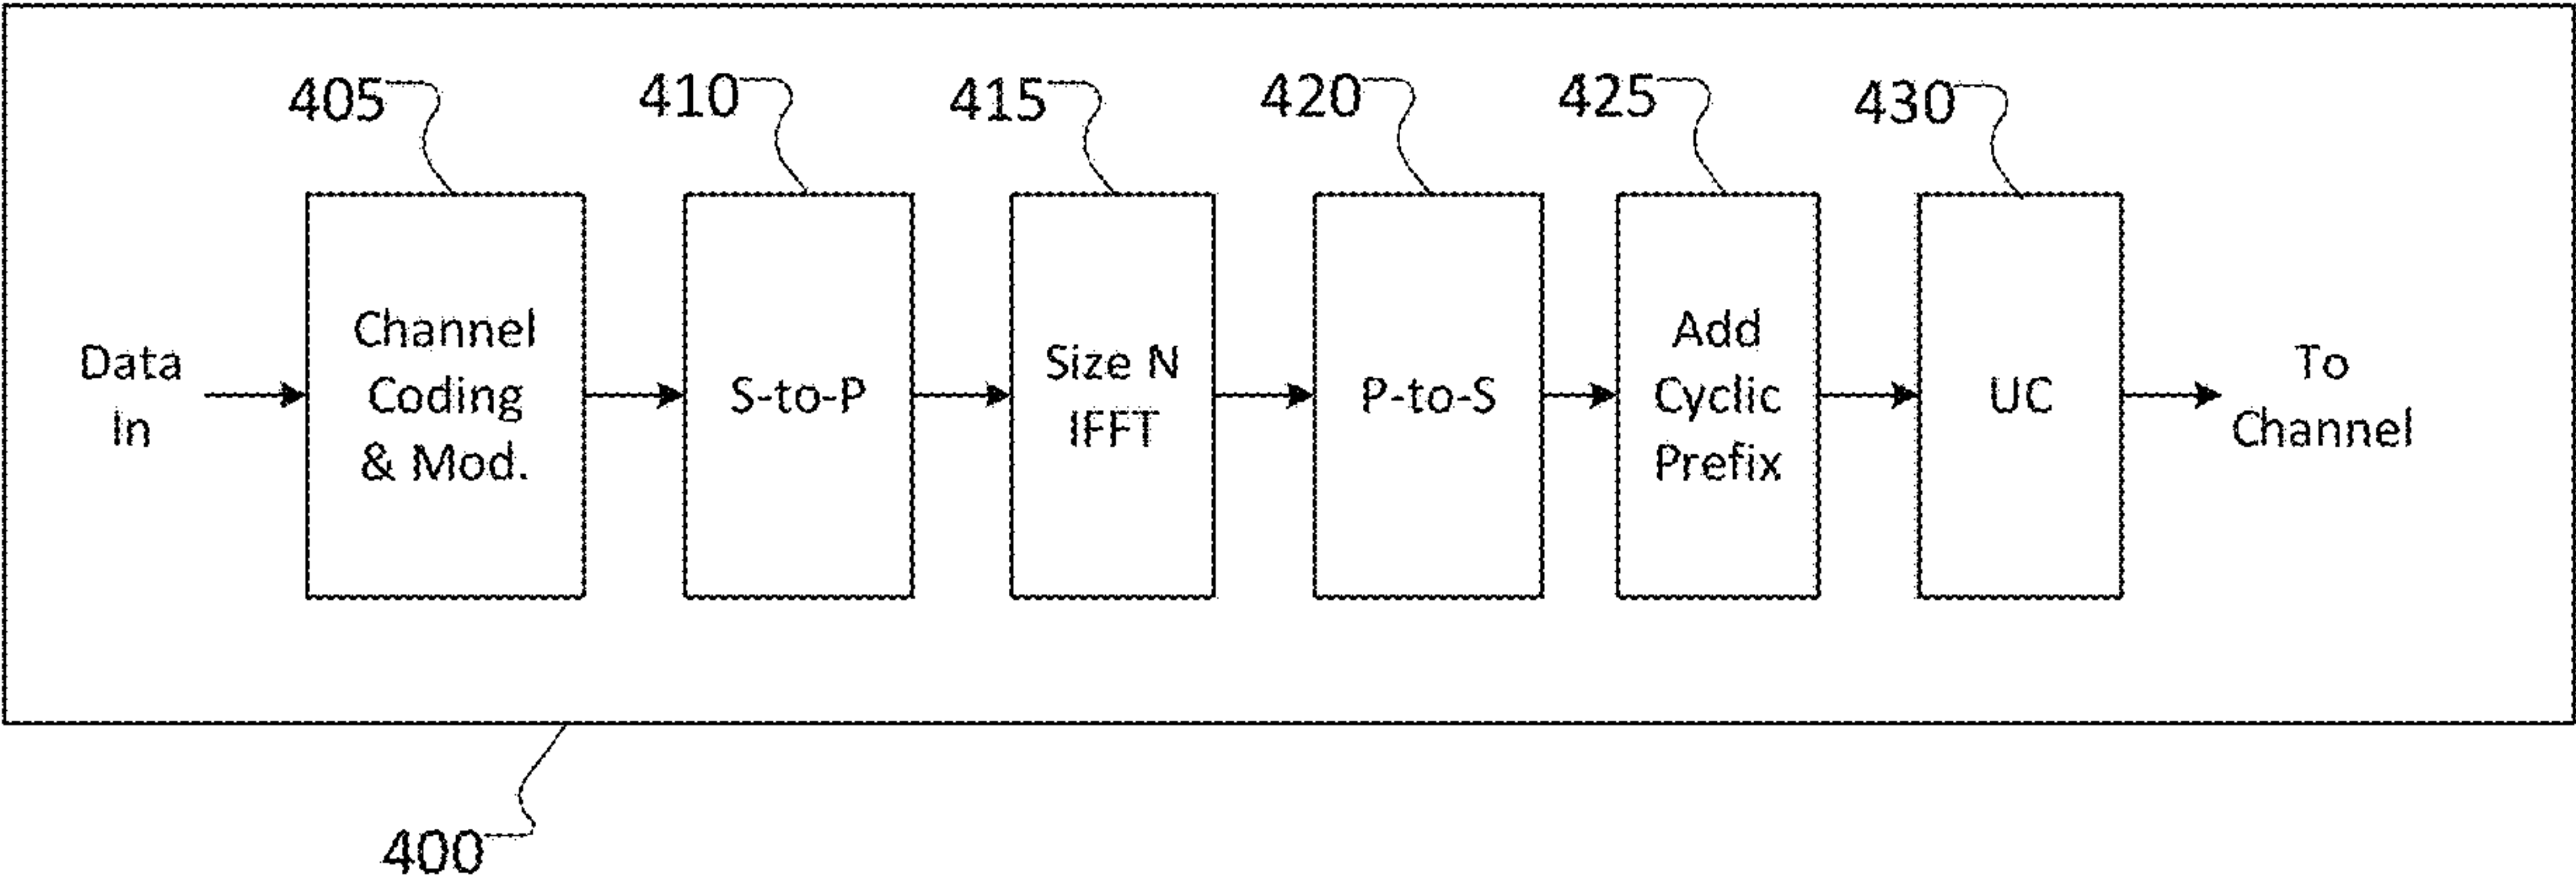 405
410
415
420
425
430
Data
In
Channel
Coding
& Mod.
S-to-P
Size N
IFFT
P-to-S
Add
Cyclic
Prefix
UC
To
Channel
400